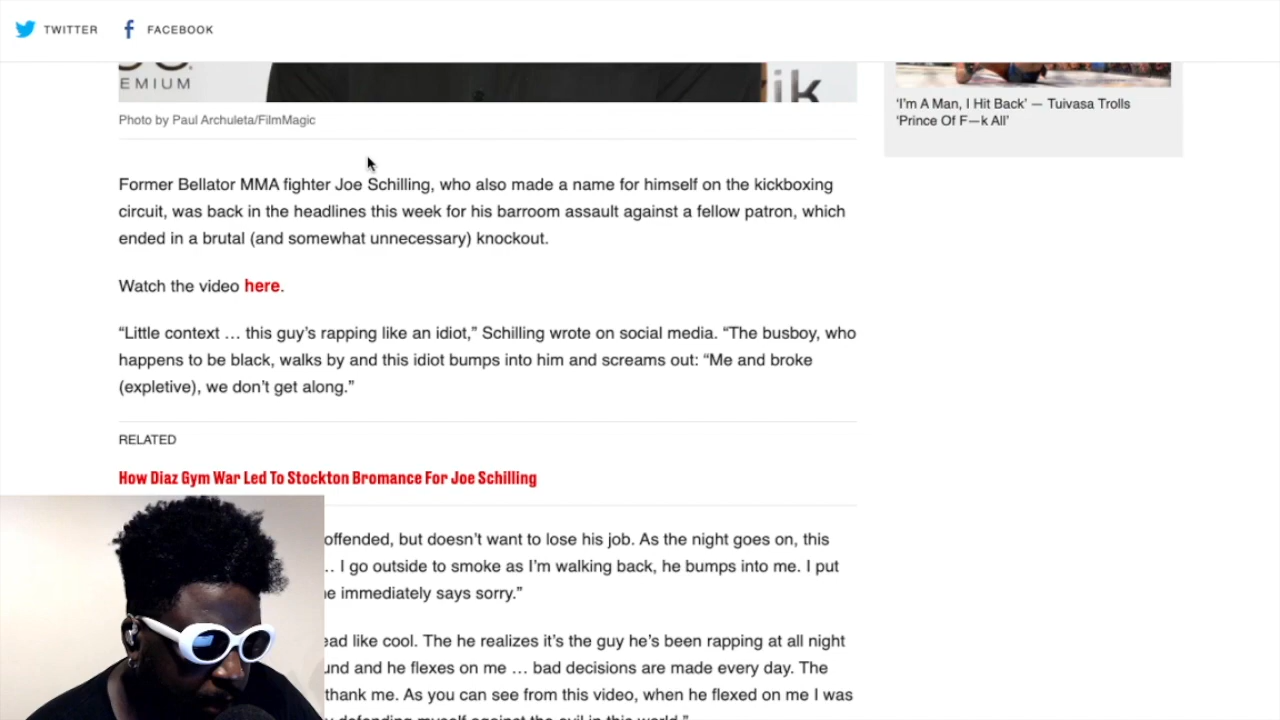 TWITTER FACEBOOK
EMIUM
ik
Photo by Paul Archuleta/FilmMagic
'I'm A Man, I Hit Back' — Tuivasa Trolls
'Prince Of F—k All'
Former Bellator MMA fighter Joe Schilling, who also made a name for himself on the kickboxing
circuit, was back in the headlines this week for his barroom assault against a fellow patron, which
ended in a brutal (and somewhat unnecessary) knockout.
Watch the video here.
“Little context … this guy’s rapping like an idiot,” Schilling wrote on social media. “The busboy, who
happens to be black, walks by and this idiot bumps into him and screams out: “Me and broke
(expletive), we don’t get along.”
RELATED
How Diaz Gym War Led To Stockton Bromance For Joe Schilling
offended, but doesn’t want to lose his job. As the night goes on, this
.. I go outside to smoke as I’m walking back, he bumps into me. I put
e immediately says sorry.”
ead like cool. The he realizes it’s the guy he’s been rapping at all night
und and he flexes on me … bad decisions are made every day. The
thank me. As you can see from this video, when he flexed on me I was
defending myself against the evil in this world.”